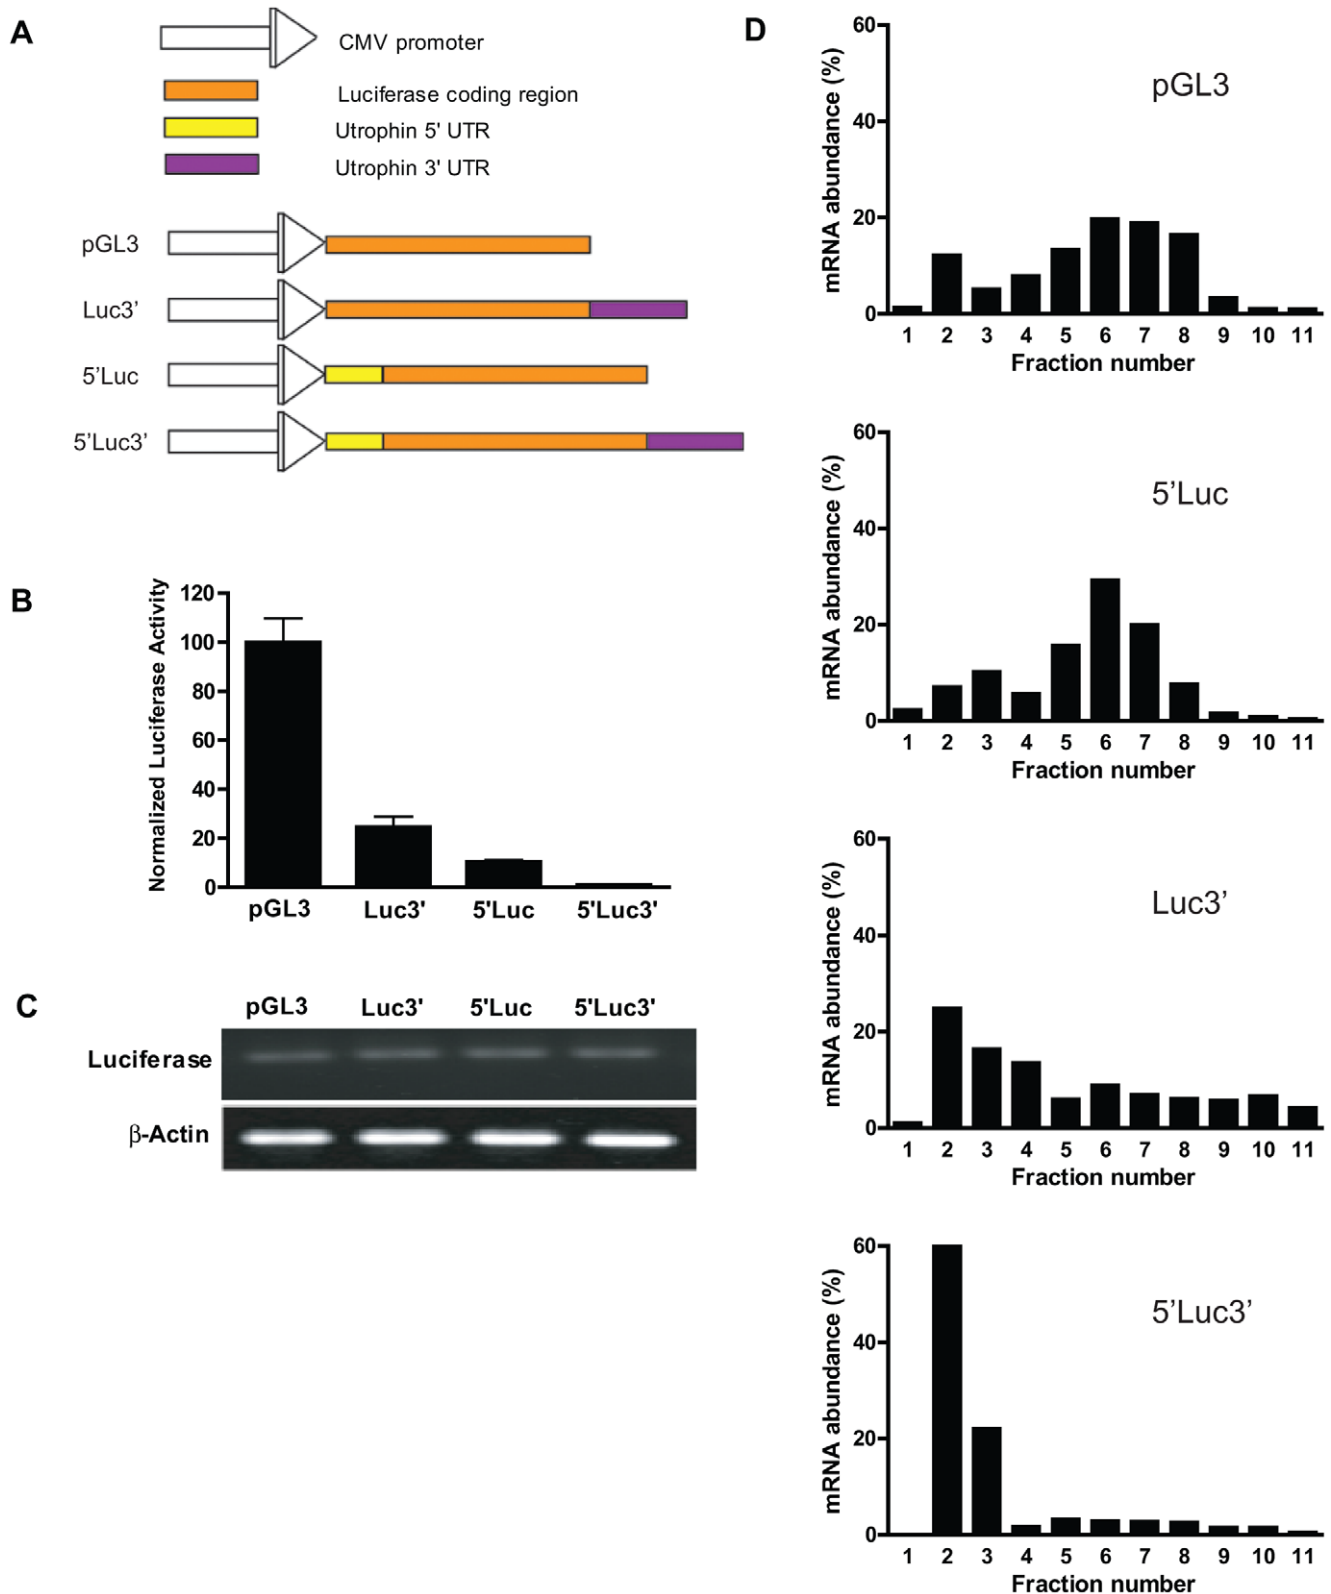 A
CMV promoter
Luciferase coding region
Utrophin 5' UTR
Utrophin 3' UTR
pGL3
Luc3’
5’Luc
5’Luc3’
B
Normalized Luciferase Activity
120
100
80
60
40
20
0
pGL3 Luc3' 5'Luc 5'Luc3'
C
pGL3 Luc3' 5'Luc 5'Luc3'
Luciferase
β-Actin
D
pGL3
mRNA abundance (%)
60
40
20
0
1 2 3 4 5 6 7 8 9 10 11
Fraction number
5’Luc
mRNA abundance (%)
60
40
20
0
1 2 3 4 5 6 7 8 9 10 11
Fraction number
Luc3’
mRNA abundance (%)
60
40
20
0
1 2 3 4 5 6 7 8 9 10 11
Fraction number
5’Luc3’
mRNA abundance (%)
60
40
20
0
1 2 3 4 5 6 7 8 9 10 11
Fraction number